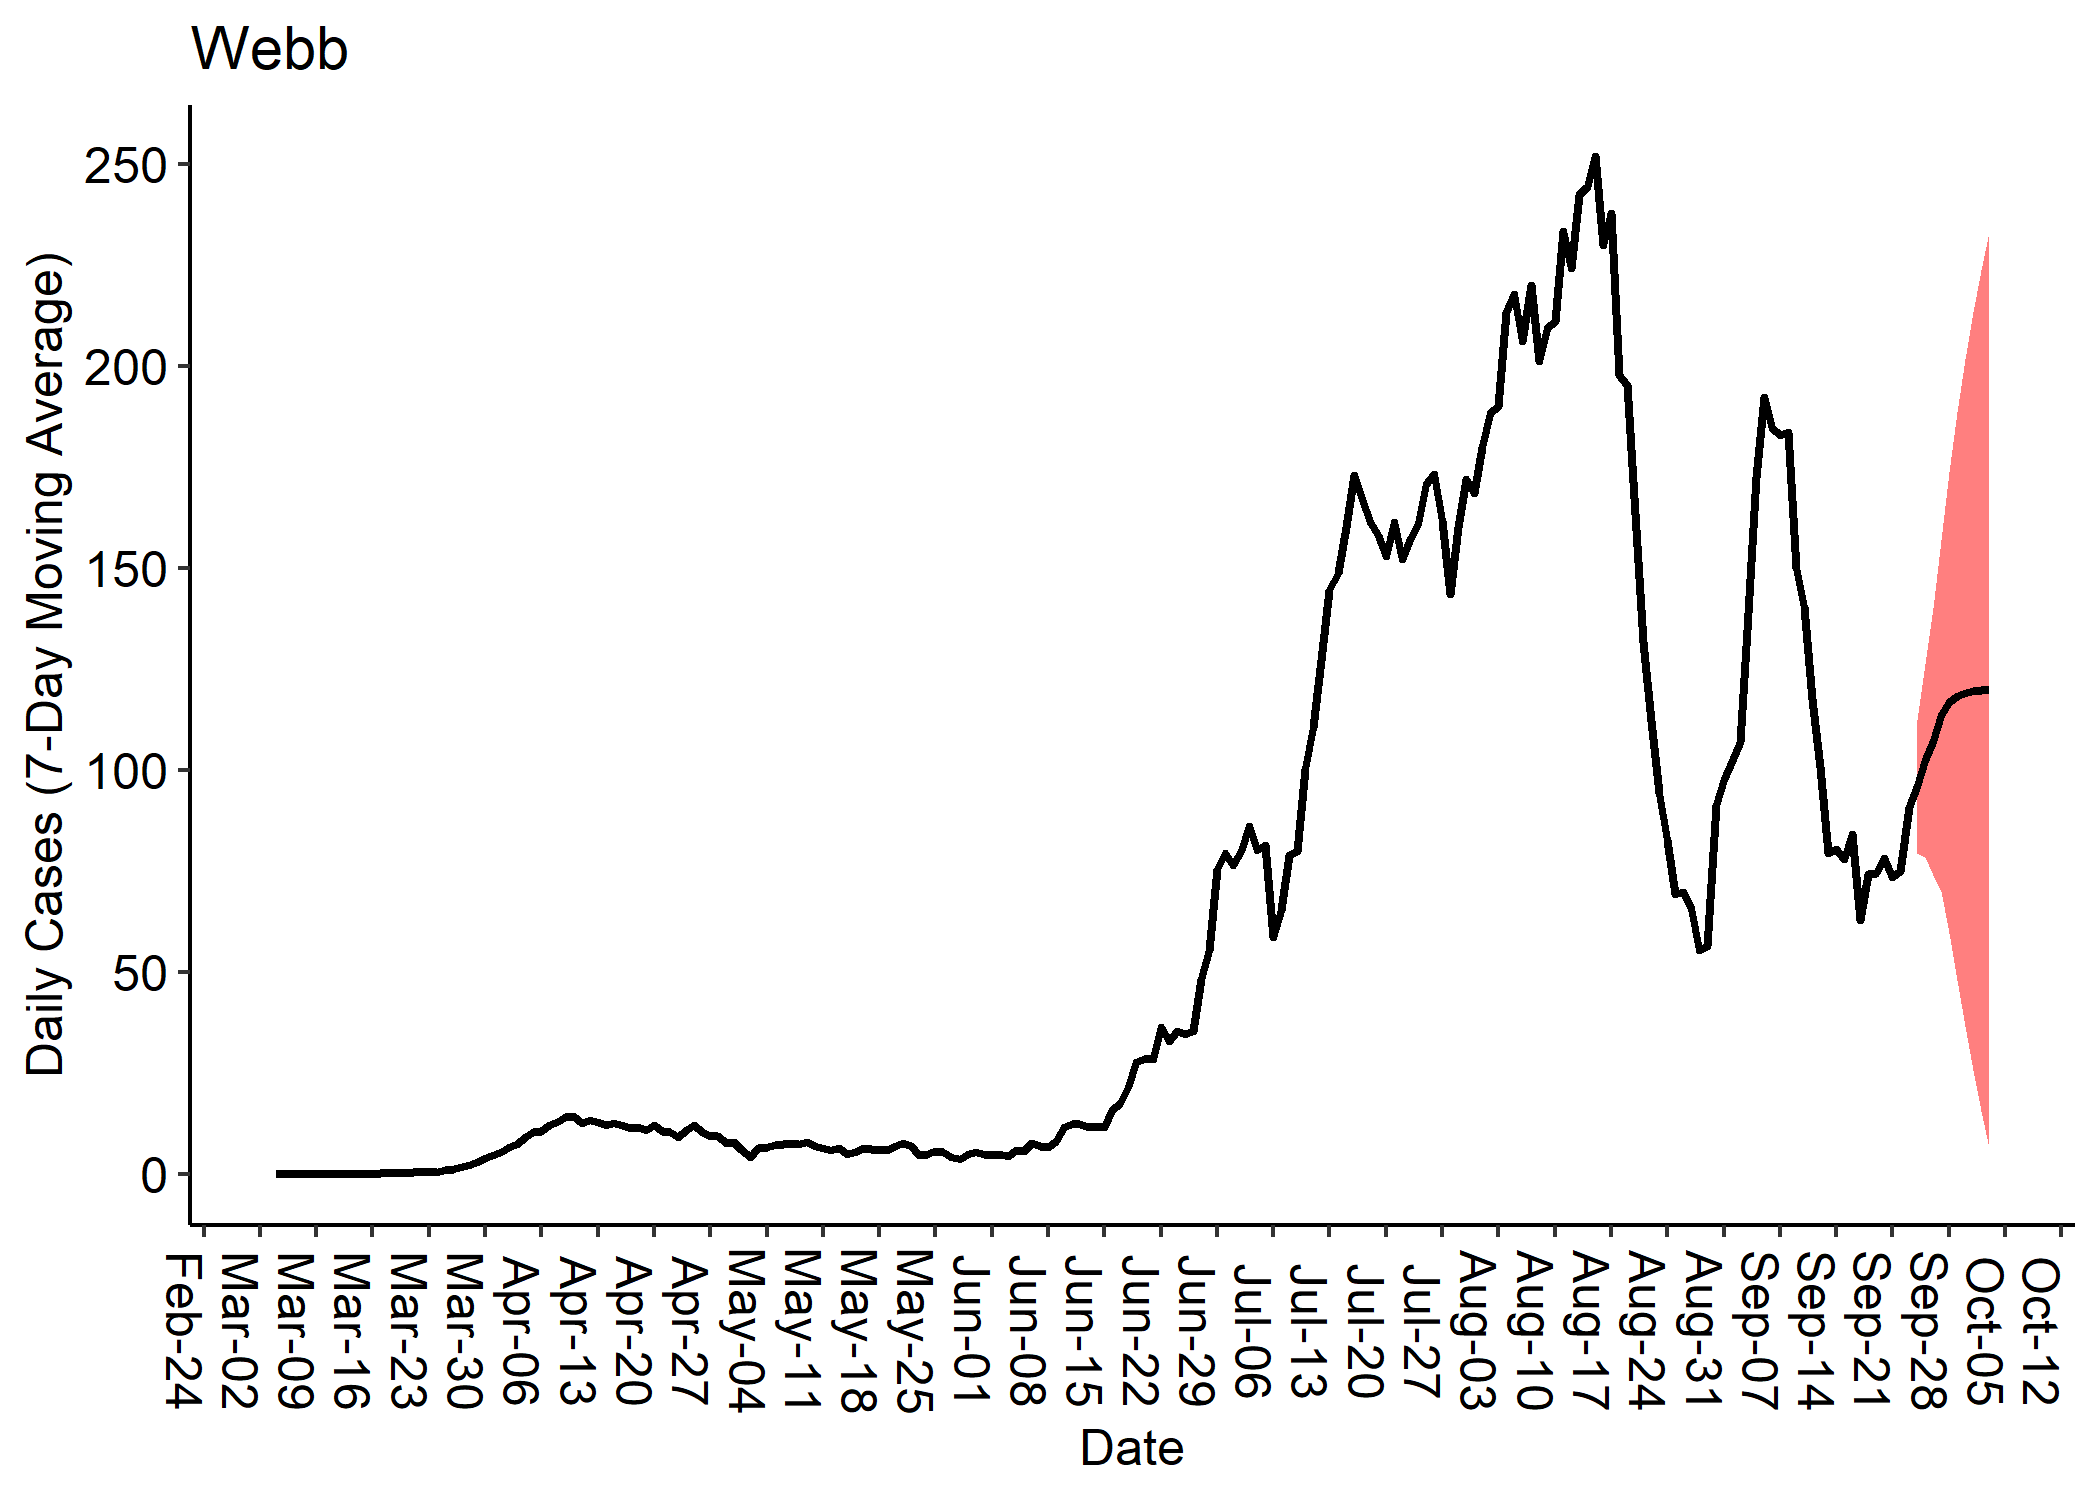 Webb
Daily Cases (7-Day Moving Average)
250
200
150
100
50
0
Feb-24
Mar-02
Mar-09
Mar-16
Mar-23
Mar-30
Apr-06
Apr-13
Apr-20
Apr-27
May-04
May-11
May-18
May-25
Jun-01
Jun-08
Jun-15
Jun-22
Jun-29
Jul-06
Jul-13
Jul-20
Jul-27
Aug-03
Aug-10
Aug-17
Aug-24
Aug-31
Sep-07
Sep-14
Sep-21
Sep-28
Oct-05
Oct-12
Date